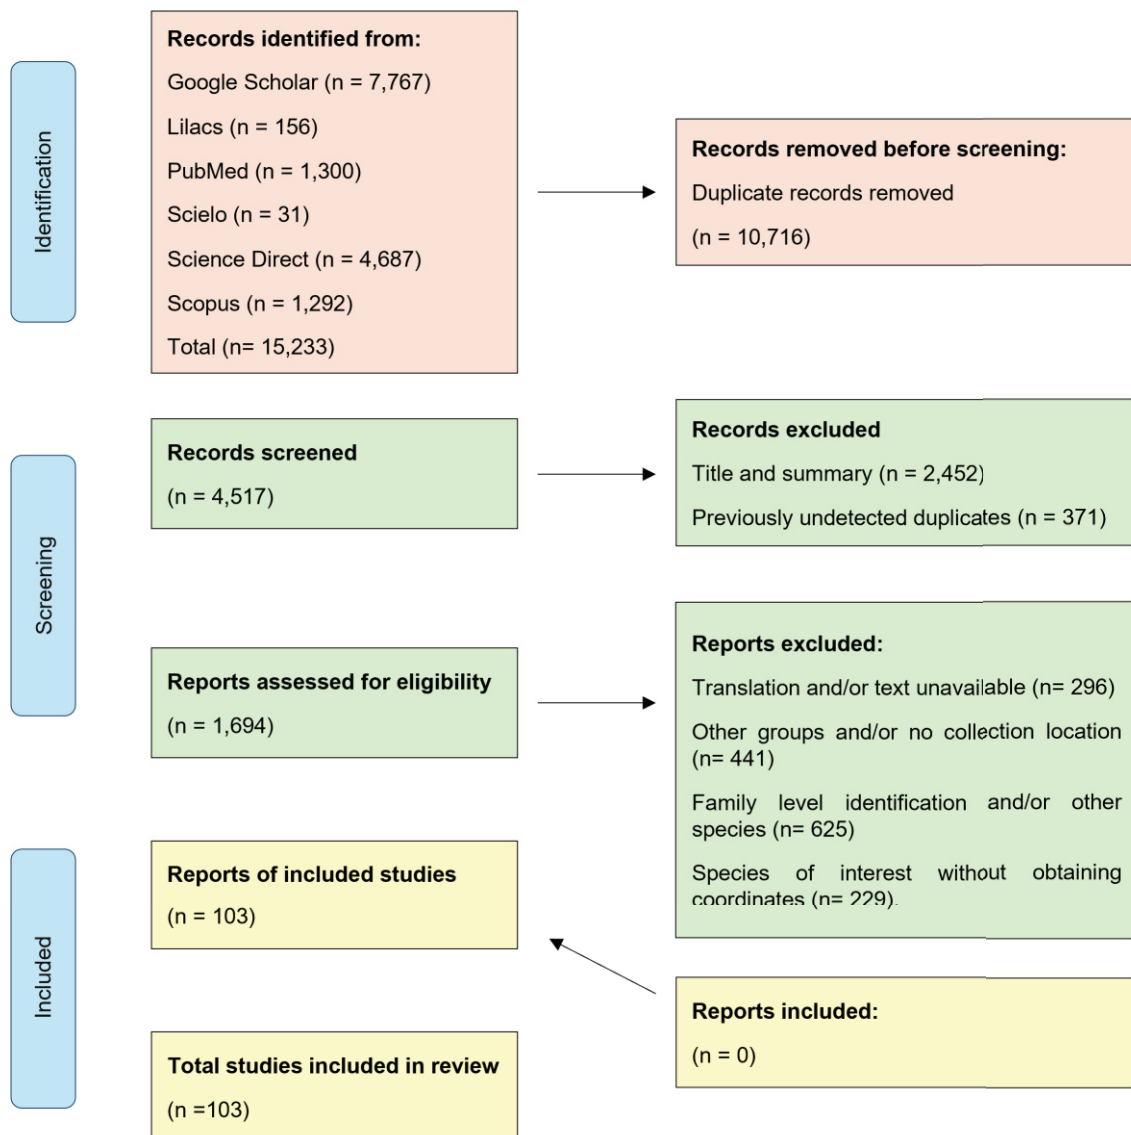 Identification
Records identified from:
Google Scholar (n = 7,767)
Lilacs (n = 156)
PubMed (n = 1,300)
Scielo (n = 31)
Science Direct (n = 4,687)
Scopus (n = 1,292)
Total (n= 15,233)
Records removed before screening:
Duplicate records removed
(n = 10,716)
Screening
Records screened
(n = 4,517)
Records excluded
Title and summary (n = 2,452)
Previously undetected duplicates (n = 371)
Reports assessed for eligibility
(n = 1,694)
Reports excluded:
Translation and/or text unavailable (n= 296)
Other groups and/or no collection location
(n= 441)
Family level identification and/or other
species (n= 625)
Species of interest without obtaining
coordinates (n= 229).
Included
Reports of included studies
(n = 103)
Reports included:
(n = 0)
Total studies included in review
(n =103)